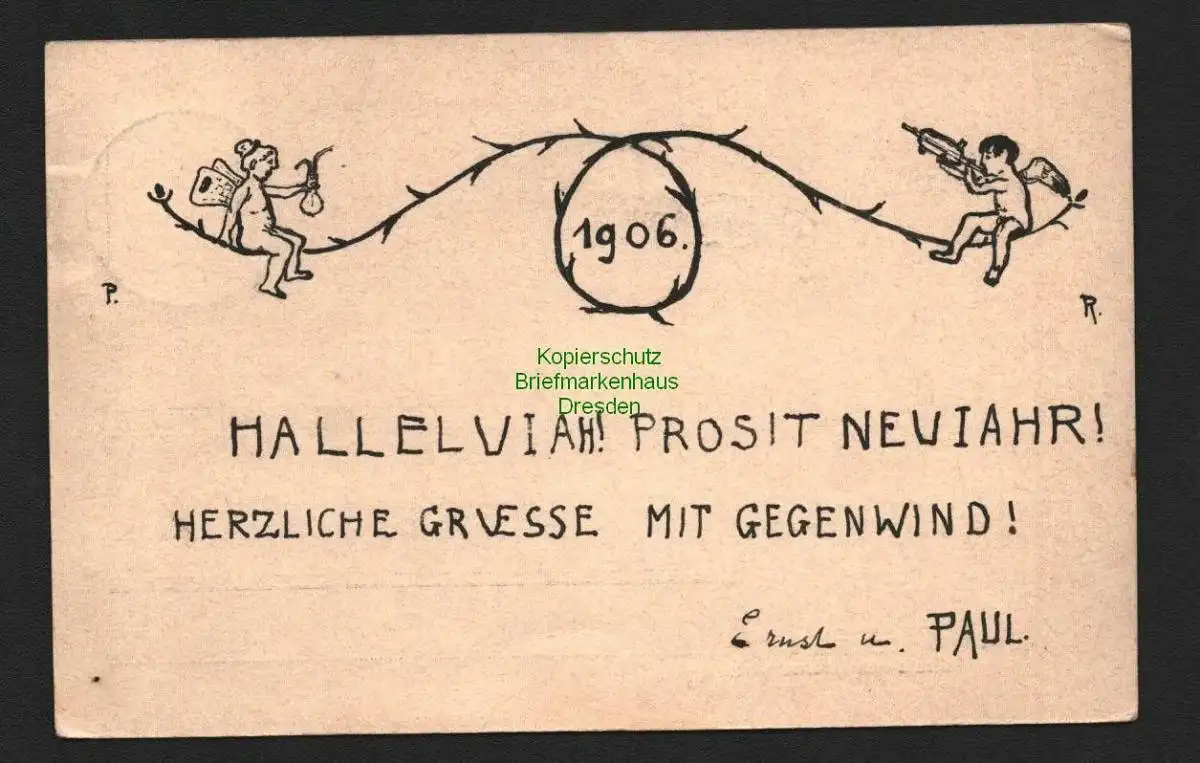 1906.
P.
R.
Kopierschutz
Briefmarkenhaus
Dresden
HALLELVIAH! PROSIT NEVIAHR!
HERZLICHE GRVESSE MIT GEGENWIND!
Ernst u. PAUL.